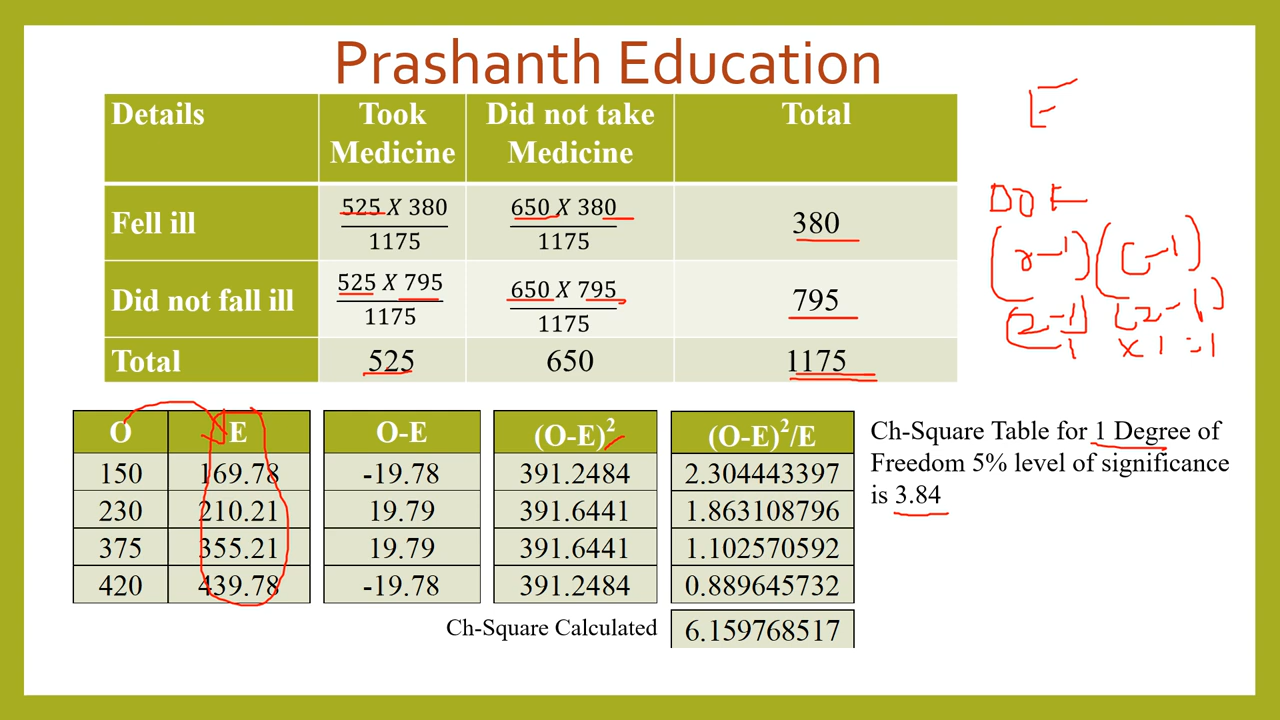 Prashanth Education
E
Details Took Medicine Did not take Medicine Total
Fell ill 525 X 380 / 1175 650 X 380 / 1175 380
Did not fall ill 525 X 795 / 1175 650 X 795 / 1175 795
Total 525 650 1175
DOF
(r-1) (c-1)
(2-1) (2-1)
1 x 1 = 1
O E O-E (O-E)² (O-E)²/E
150 169.78 -19.78 391.2484 2.304443397
230 210.21 19.79 391.6441 1.863108796
375 355.21 19.79 391.6441 1.102570592
420 439.78 -19.78 391.2484 0.889645732
Ch-Square Calculated 6.159768517
Ch-Square Table for 1 Degree of
Freedom 5% level of significance
is 3.84